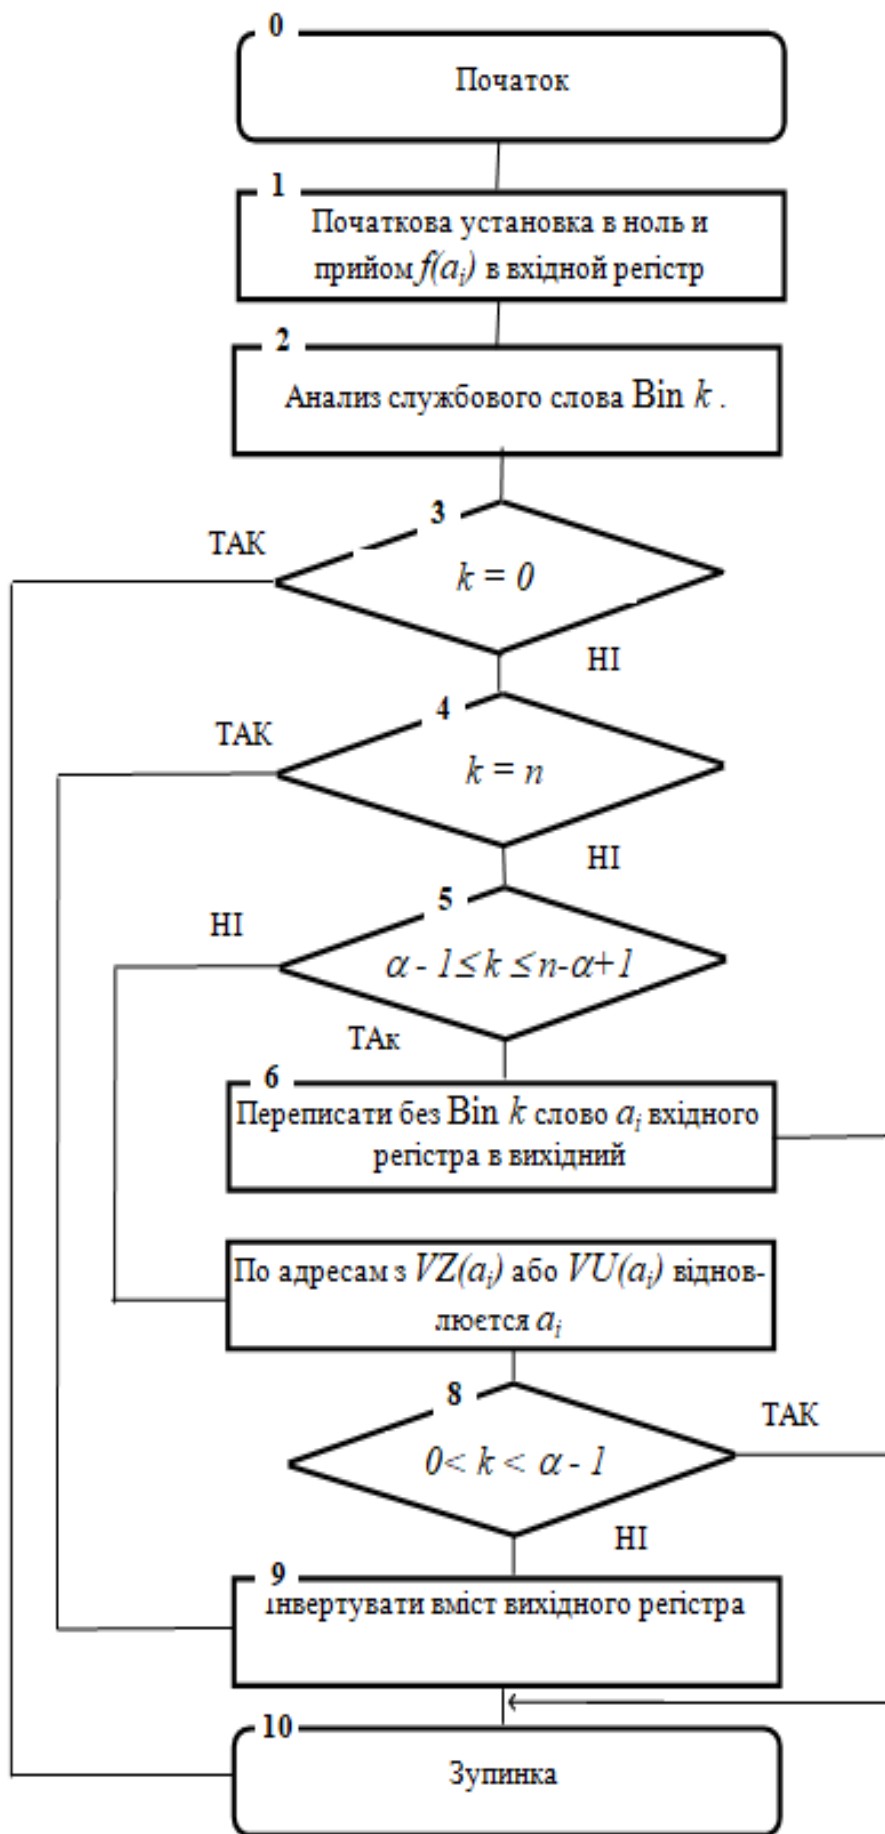 0
Початок
1
Початкова установка в ноль и
прийом f(aᵢ) в вхідной регістр
2
Анализ службового слова Bin k .
3
ТАК
k = 0
НІ
4
ТАК
k = n
НІ
5
НІ
α - 1 ≤ k ≤ n-α+1
ТАк
6
Переписати без Bin k слово aᵢ вхідного
регістра в вихідний
По адресам з VZ(aᵢ) або VU(aᵢ) віднов-
люєтся aᵢ
8
ТАК
0< k < α - 1
НІ
9
Інвертувати вміст вихідного регістра
10
Зупинка